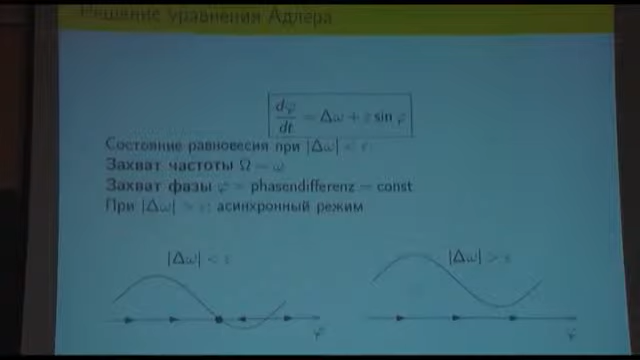 Решение уравнения Адлера
dφ/dt = Δω + ε sin φ
Состояние равновесия при |Δω| < ε
Захват частоты Ω = ω
Захват фазы φ = phasendifferenz = const
При |Δω| > ε: асинхронный режим
|Δω| < ε
|Δω| > ε
φ
φ